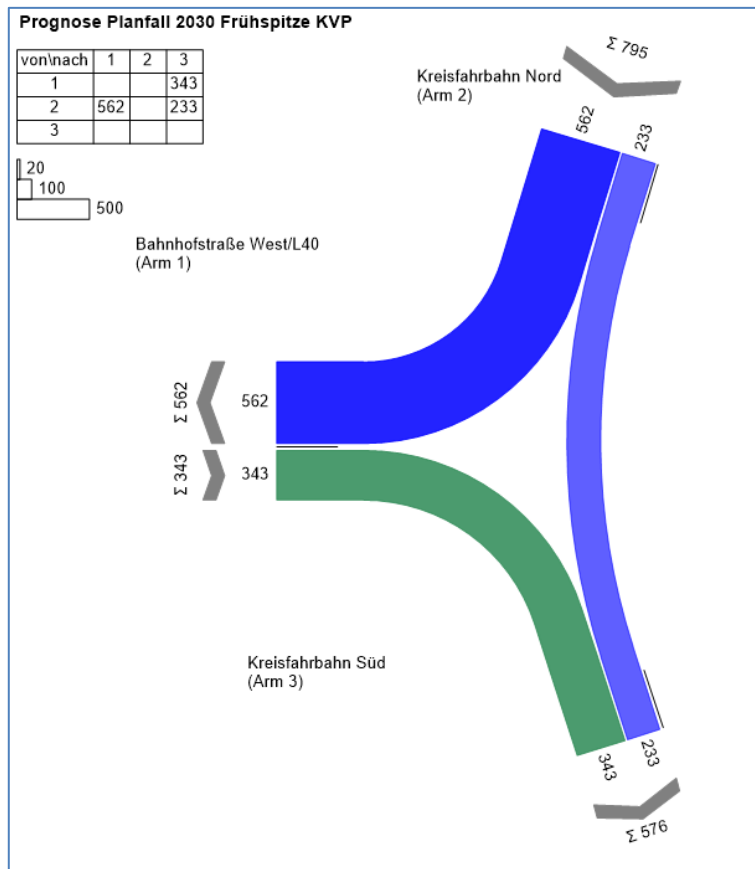 Prognose Planfall 2030 Frühspitze KVP
von\nach 1 2 3
1 343
2 562 233
3
20
100
500
Kreisfahrbahn Nord
(Arm 2)
Σ 795
562
233
Bahnhofstraße West/L40
(Arm 1)
Σ 562
562
Σ 343
343
Kreisfahrbahn Süd
(Arm 3)
343
233
Σ 576